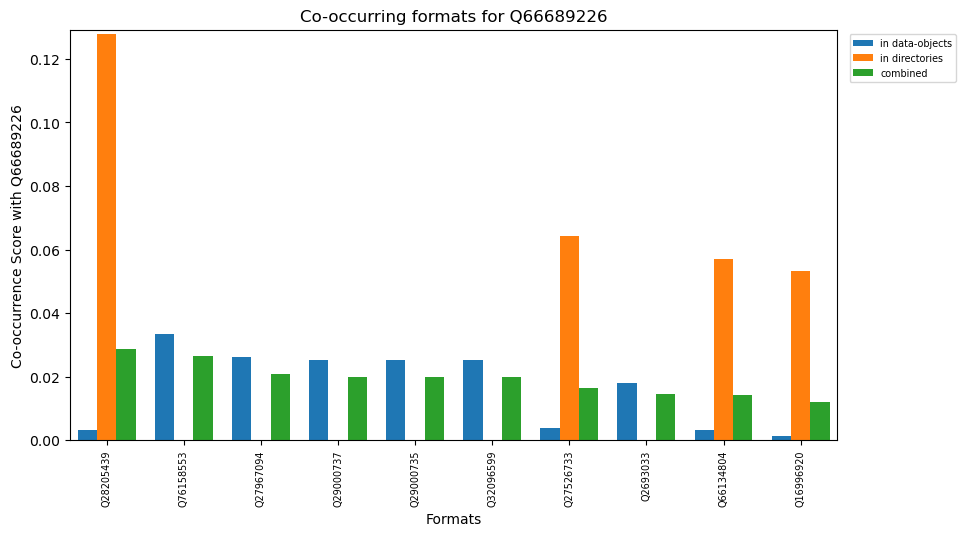 Co-occurring formats for Q66689226
in data-objects
in directories
combined
Co-occurrence Score with Q66689226
0.12
0.10
0.08
0.06
0.04
0.02
0.00
Q28205439
Q76158553
Q27967094
Q29000737
Q29000735
Q32096599
Q27526733
Q2693033
Q66134804
Q16996920
Formats